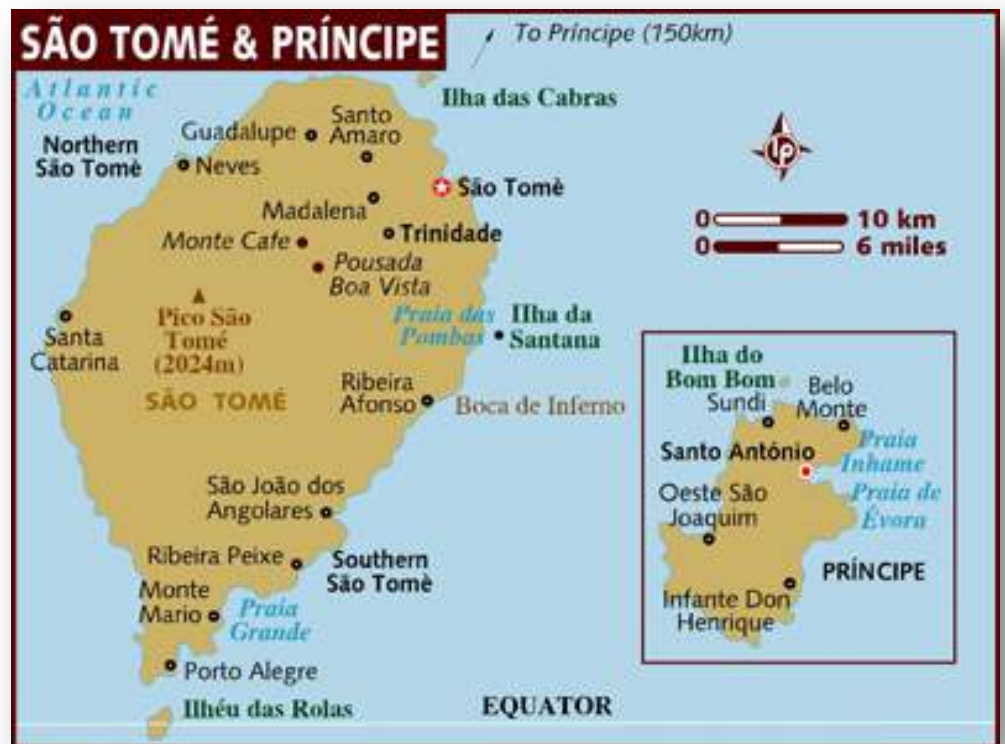 SÃO TOMÉ & PRÍNCIPE
To Príncipe (150km)
Atlantic
Ocean
Ilha das Cabras
Northern
São Tomè
Guadalupe
Santo
Amaro
Neves
São Tomè
Madalena
Trinidade
Monte Cafe
Pousada
Boa Vista
lp
0 10 km
0 6 miles
Santa
Catarina
Pico São
Tomé
(2024m)
SÃO TOMÉ
Praia das
Pombas
Ilha da
Santana
Ribeira
Afonso
Boca de Inferno
São João dos
Angolares
Ribeira Peixe
Southern
São Tomè
Monte
Mario
Praia
Grande
Porto Alegre
Ilhéu das Rolas
EQUATOR
Ilha do
Bom Bom
Sundi
Belo
Monte
Santo António
Praia
Inhame
Oeste São
Joaquim
Praia de
Évora
PRÍNCIPE
Infante Don
Henrique